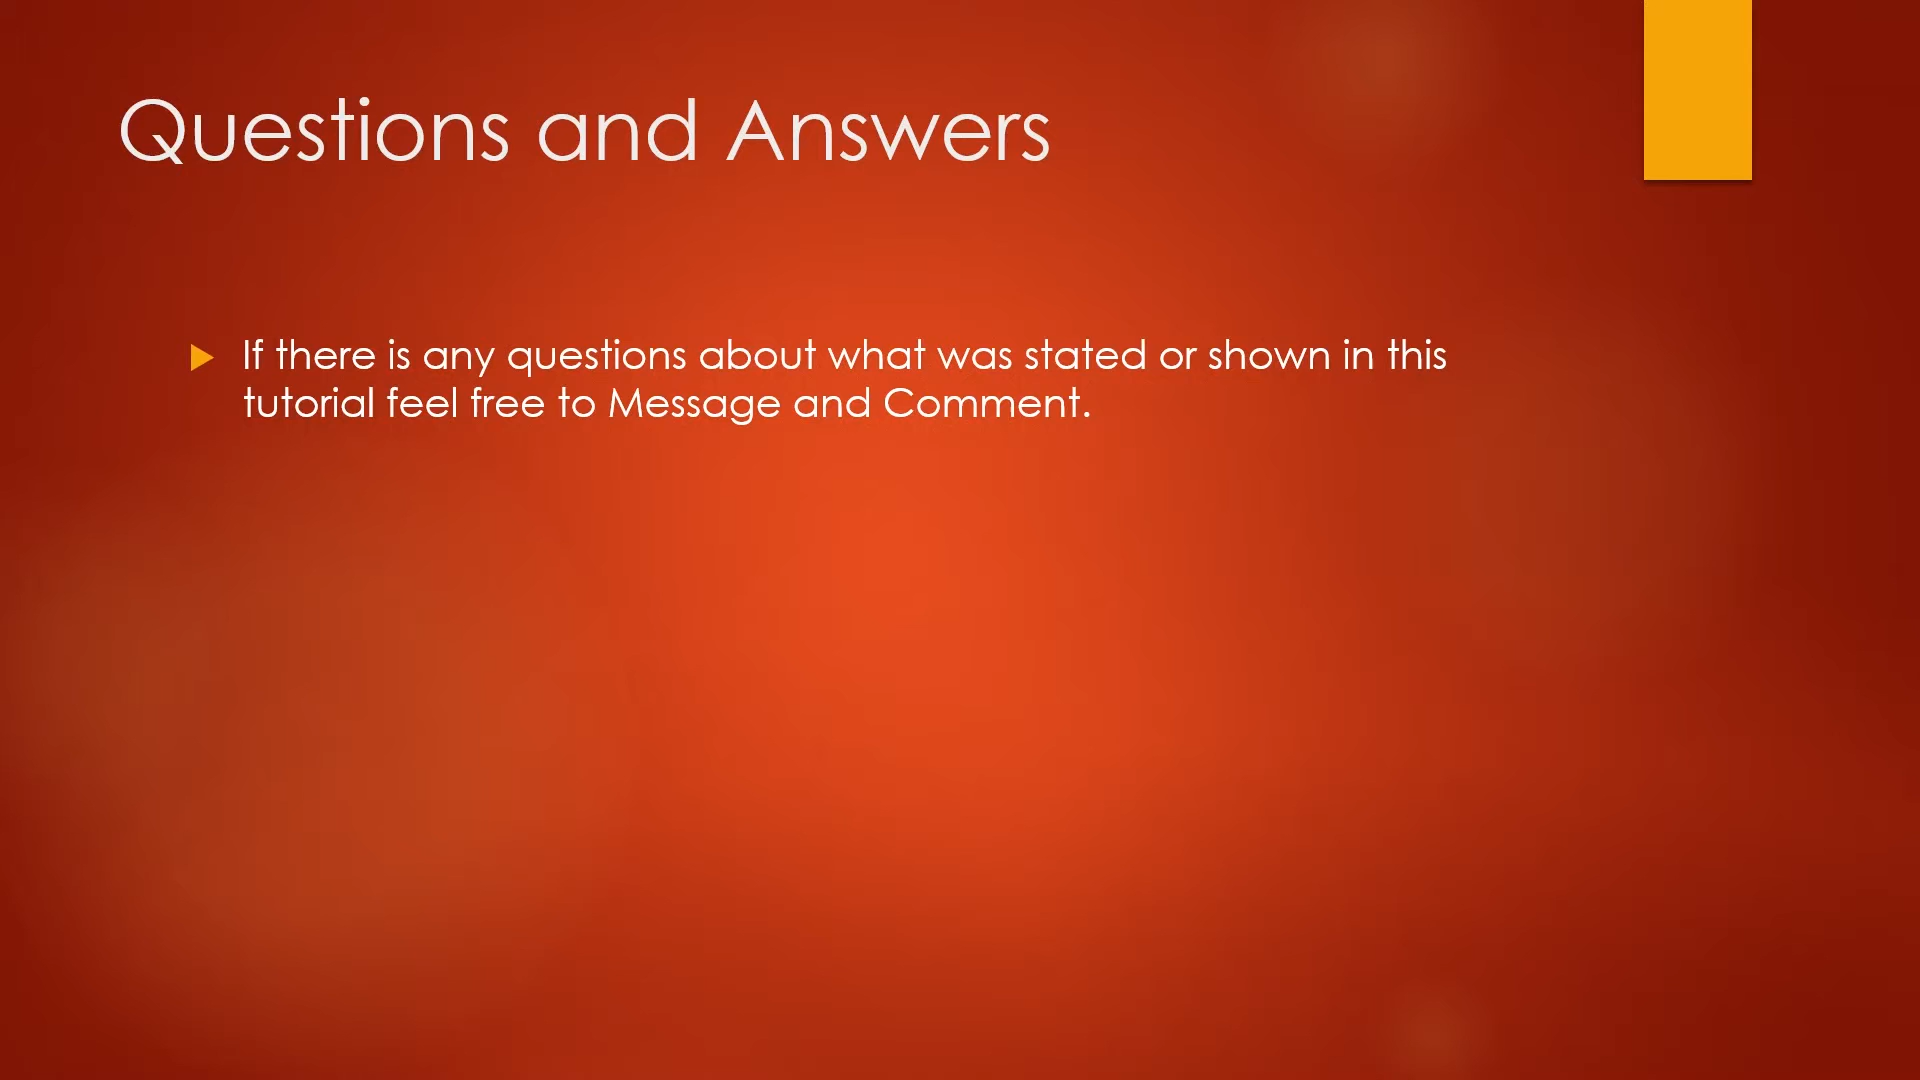 Questions and Answers
If there is any questions about what was stated or shown in this
tutorial feel free to Message and Comment.